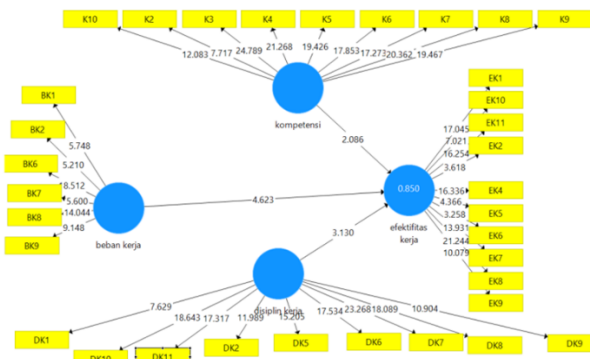 K10 K2 K3 K4 K5 K6 K7 K8 K9
12.083 7.717 24.789 21.268 19.426 17.853 17.273 20.362 19.467
kompetensi
2.086
BK1
BK2
BK6
BK7
BK8
BK9
5.748
5.210
18.512
5.600
14.044
9.148
beban kerja
4.623
EK1
EK10
EK11
EK2
EK4
EK5
EK6
EK7
EK8
EK9
17.045
7.021
16.254
3.618
16.336
4.366
3.258
13.931
21.244
10.079
0.850
efektifitas
kerja
3.130
disiplin kerja
7.629 18.643 17.317 11.989 15.205 17.534 23.268 18.089 10.904
DK1 DK10 DK11 DK2 DK5 DK6 DK7 DK8 DK9